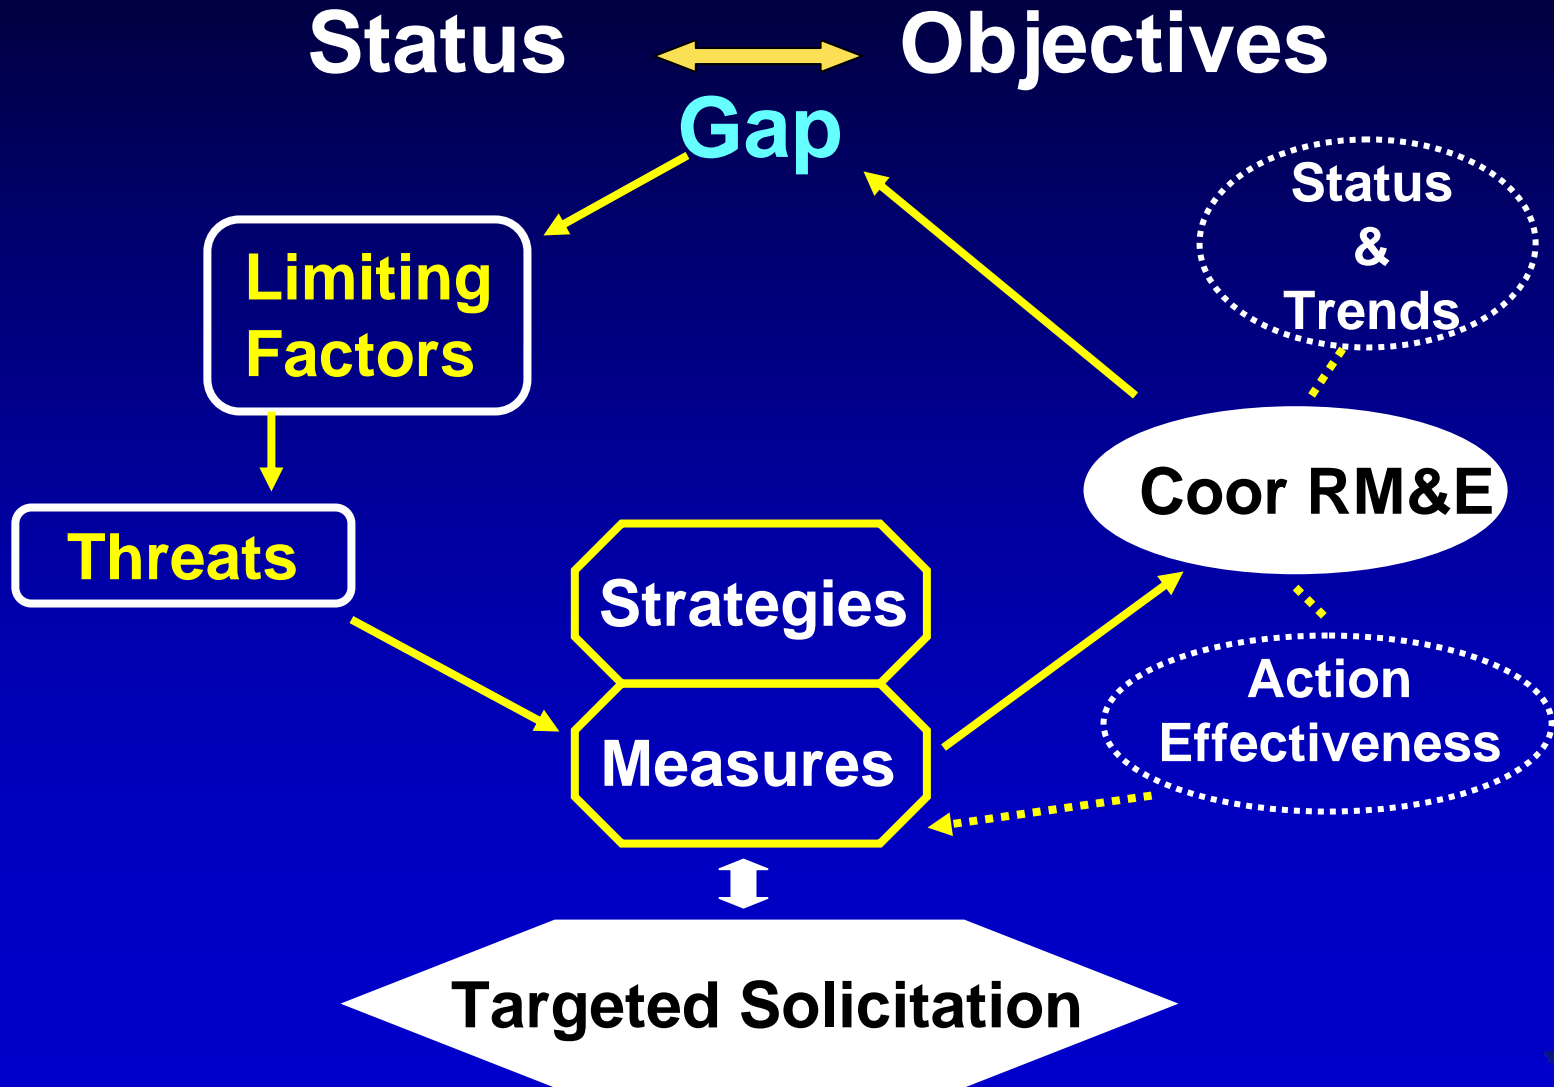 Status
Objectives
Gap
Status
&
Trends
Limiting
Factors
Coor RM&E
Threats
Strategies
Action
Effectiveness
Measures
Targeted Solicitation